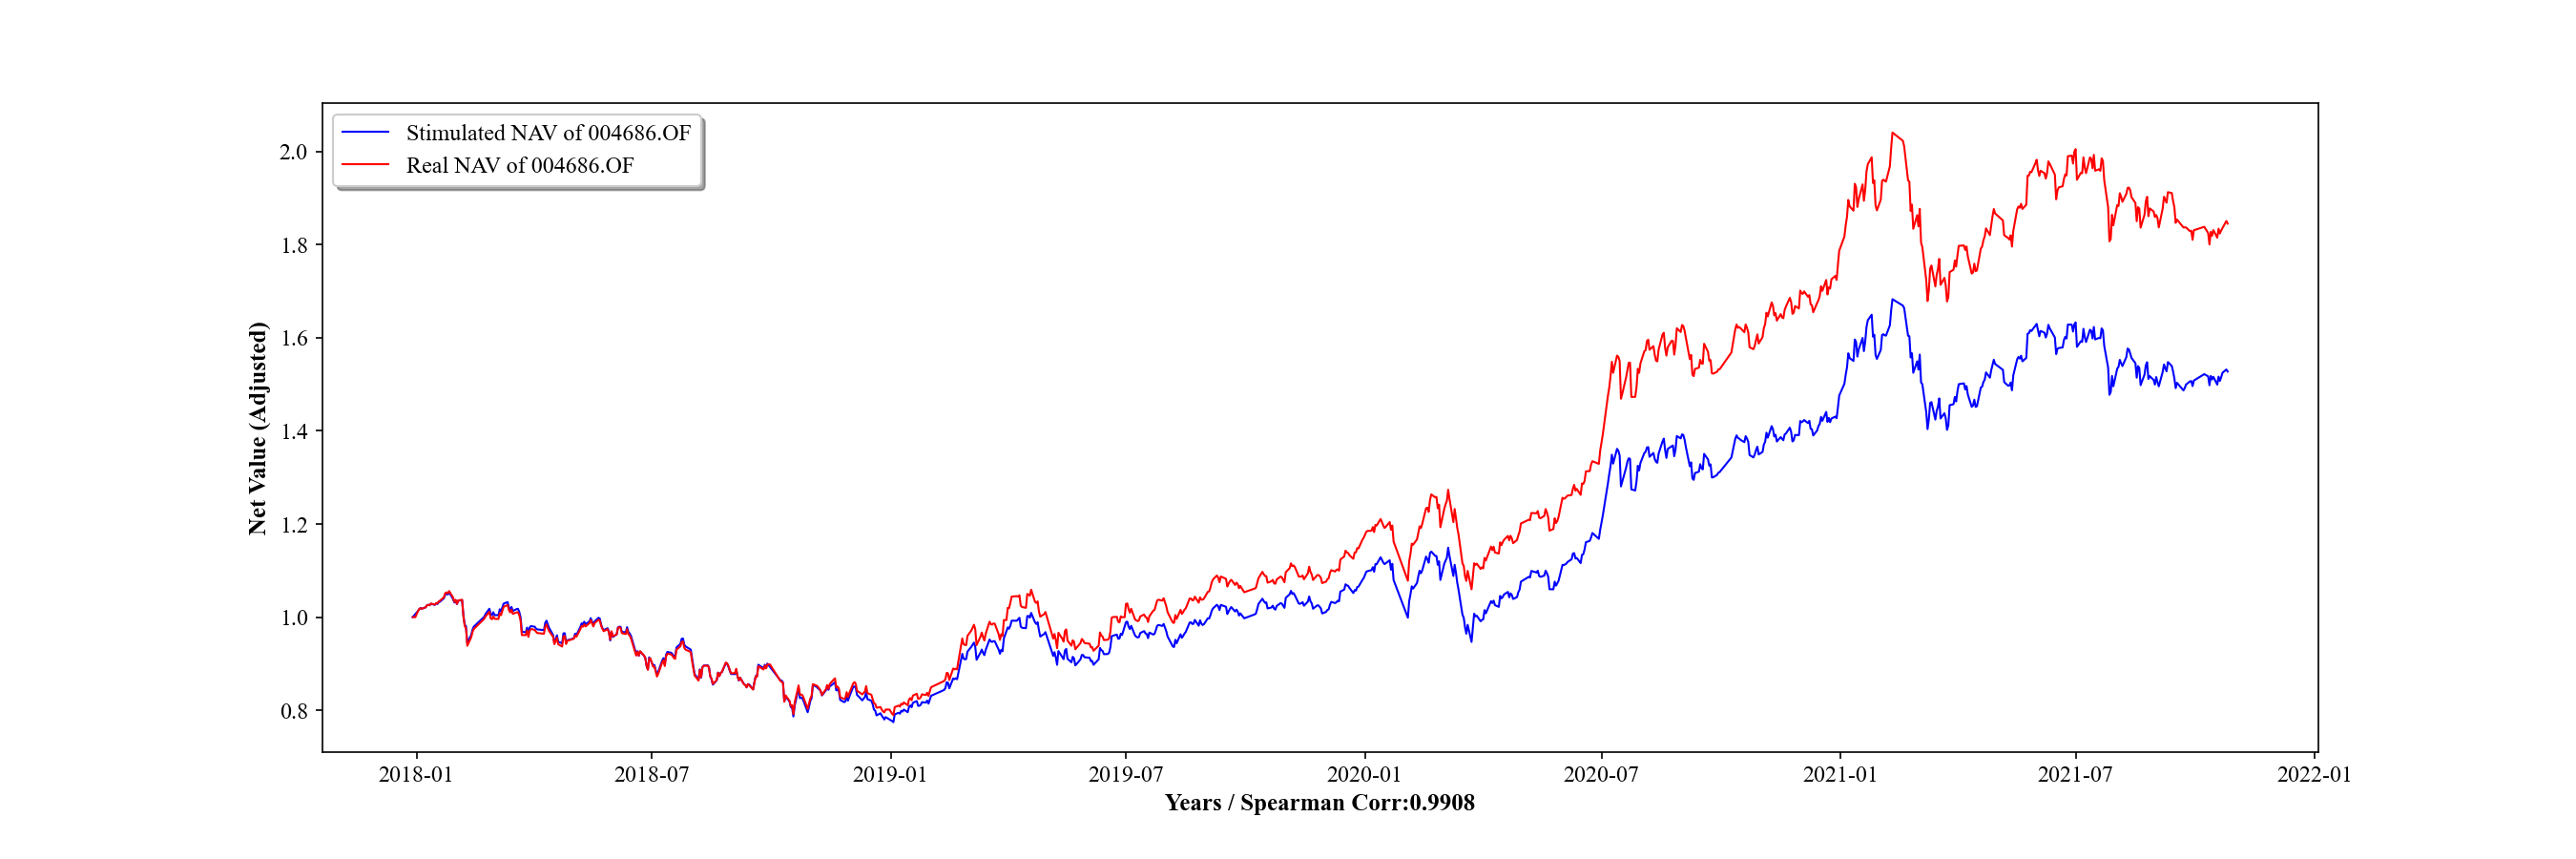 Stimulated NAV of 004686.OF
Real NAV of 004686.OF
2.0
1.8
1.6
1.4
1.2
1.0
0.8
Net Value (Adjusted)
2018-01 2018-07 2019-01 2019-07 2020-01 2020-07 2021-01 2021-07 2022-01
Years / Spearman Corr:0.9908